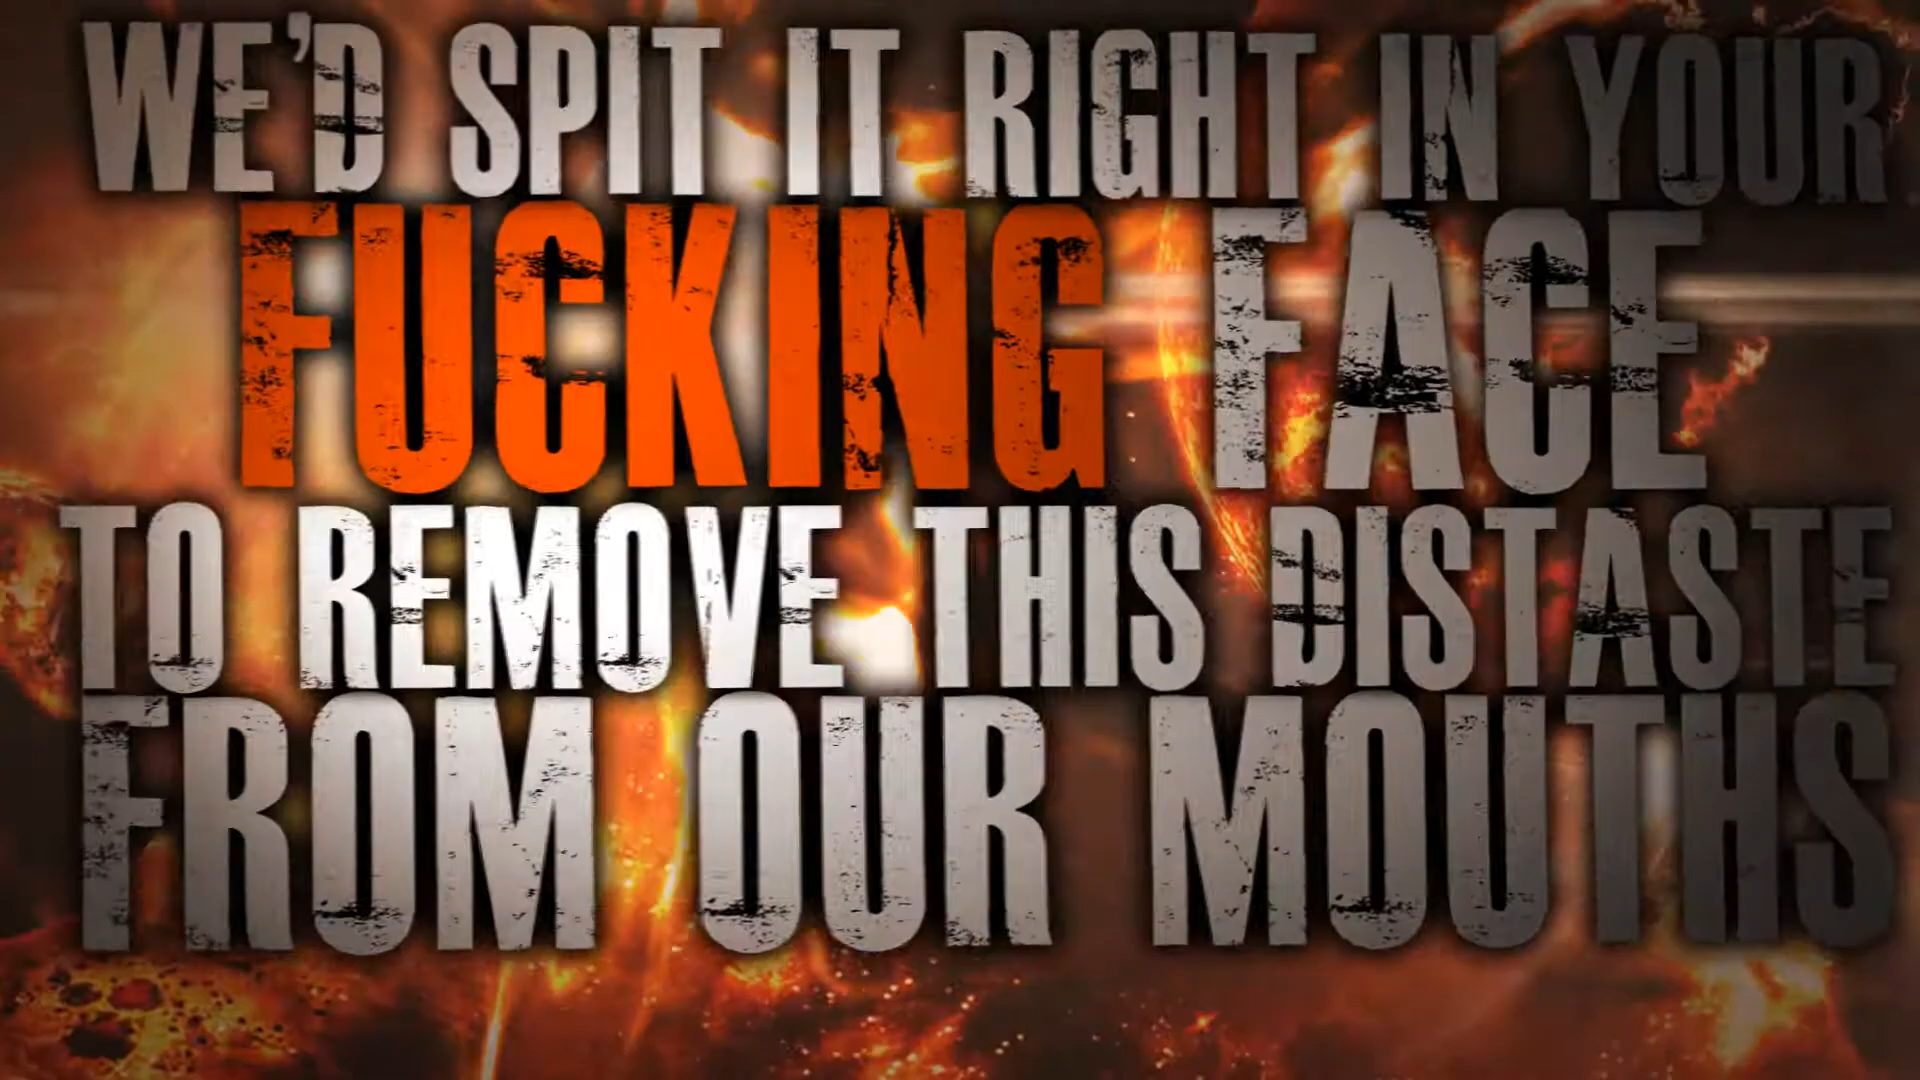 WE'D SPIT IT RIGHT IN YOUR
FUCKING FACE
TO REMOVE THIS DISTASTE
FROM OUR MOUTHS